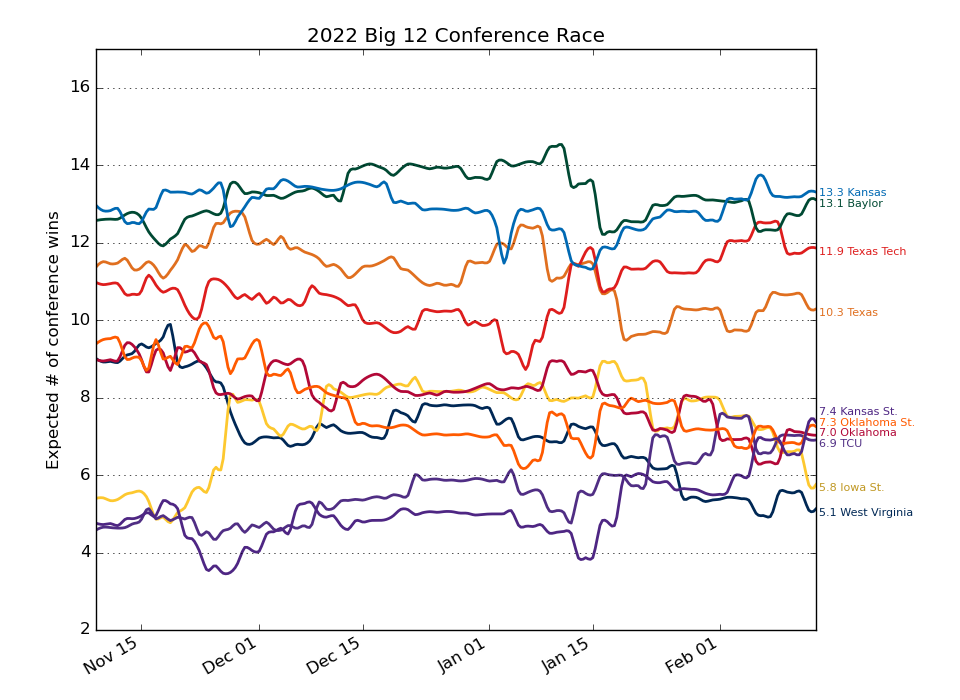 2022 Big 12 Conference Race
Expected # of conference wins
16
14
12
10
8
6
4
2
Nov 15
Dec 01
Dec 15
Jan 01
Jan 15
Feb 01
13.3 Kansas
13.1 Baylor
11.9 Texas Tech
10.3 Texas
7.4 Kansas St.
7.3 Oklahoma St.
7.0 Oklahoma
6.9 TCU
5.8 Iowa St.
5.1 West Virginia